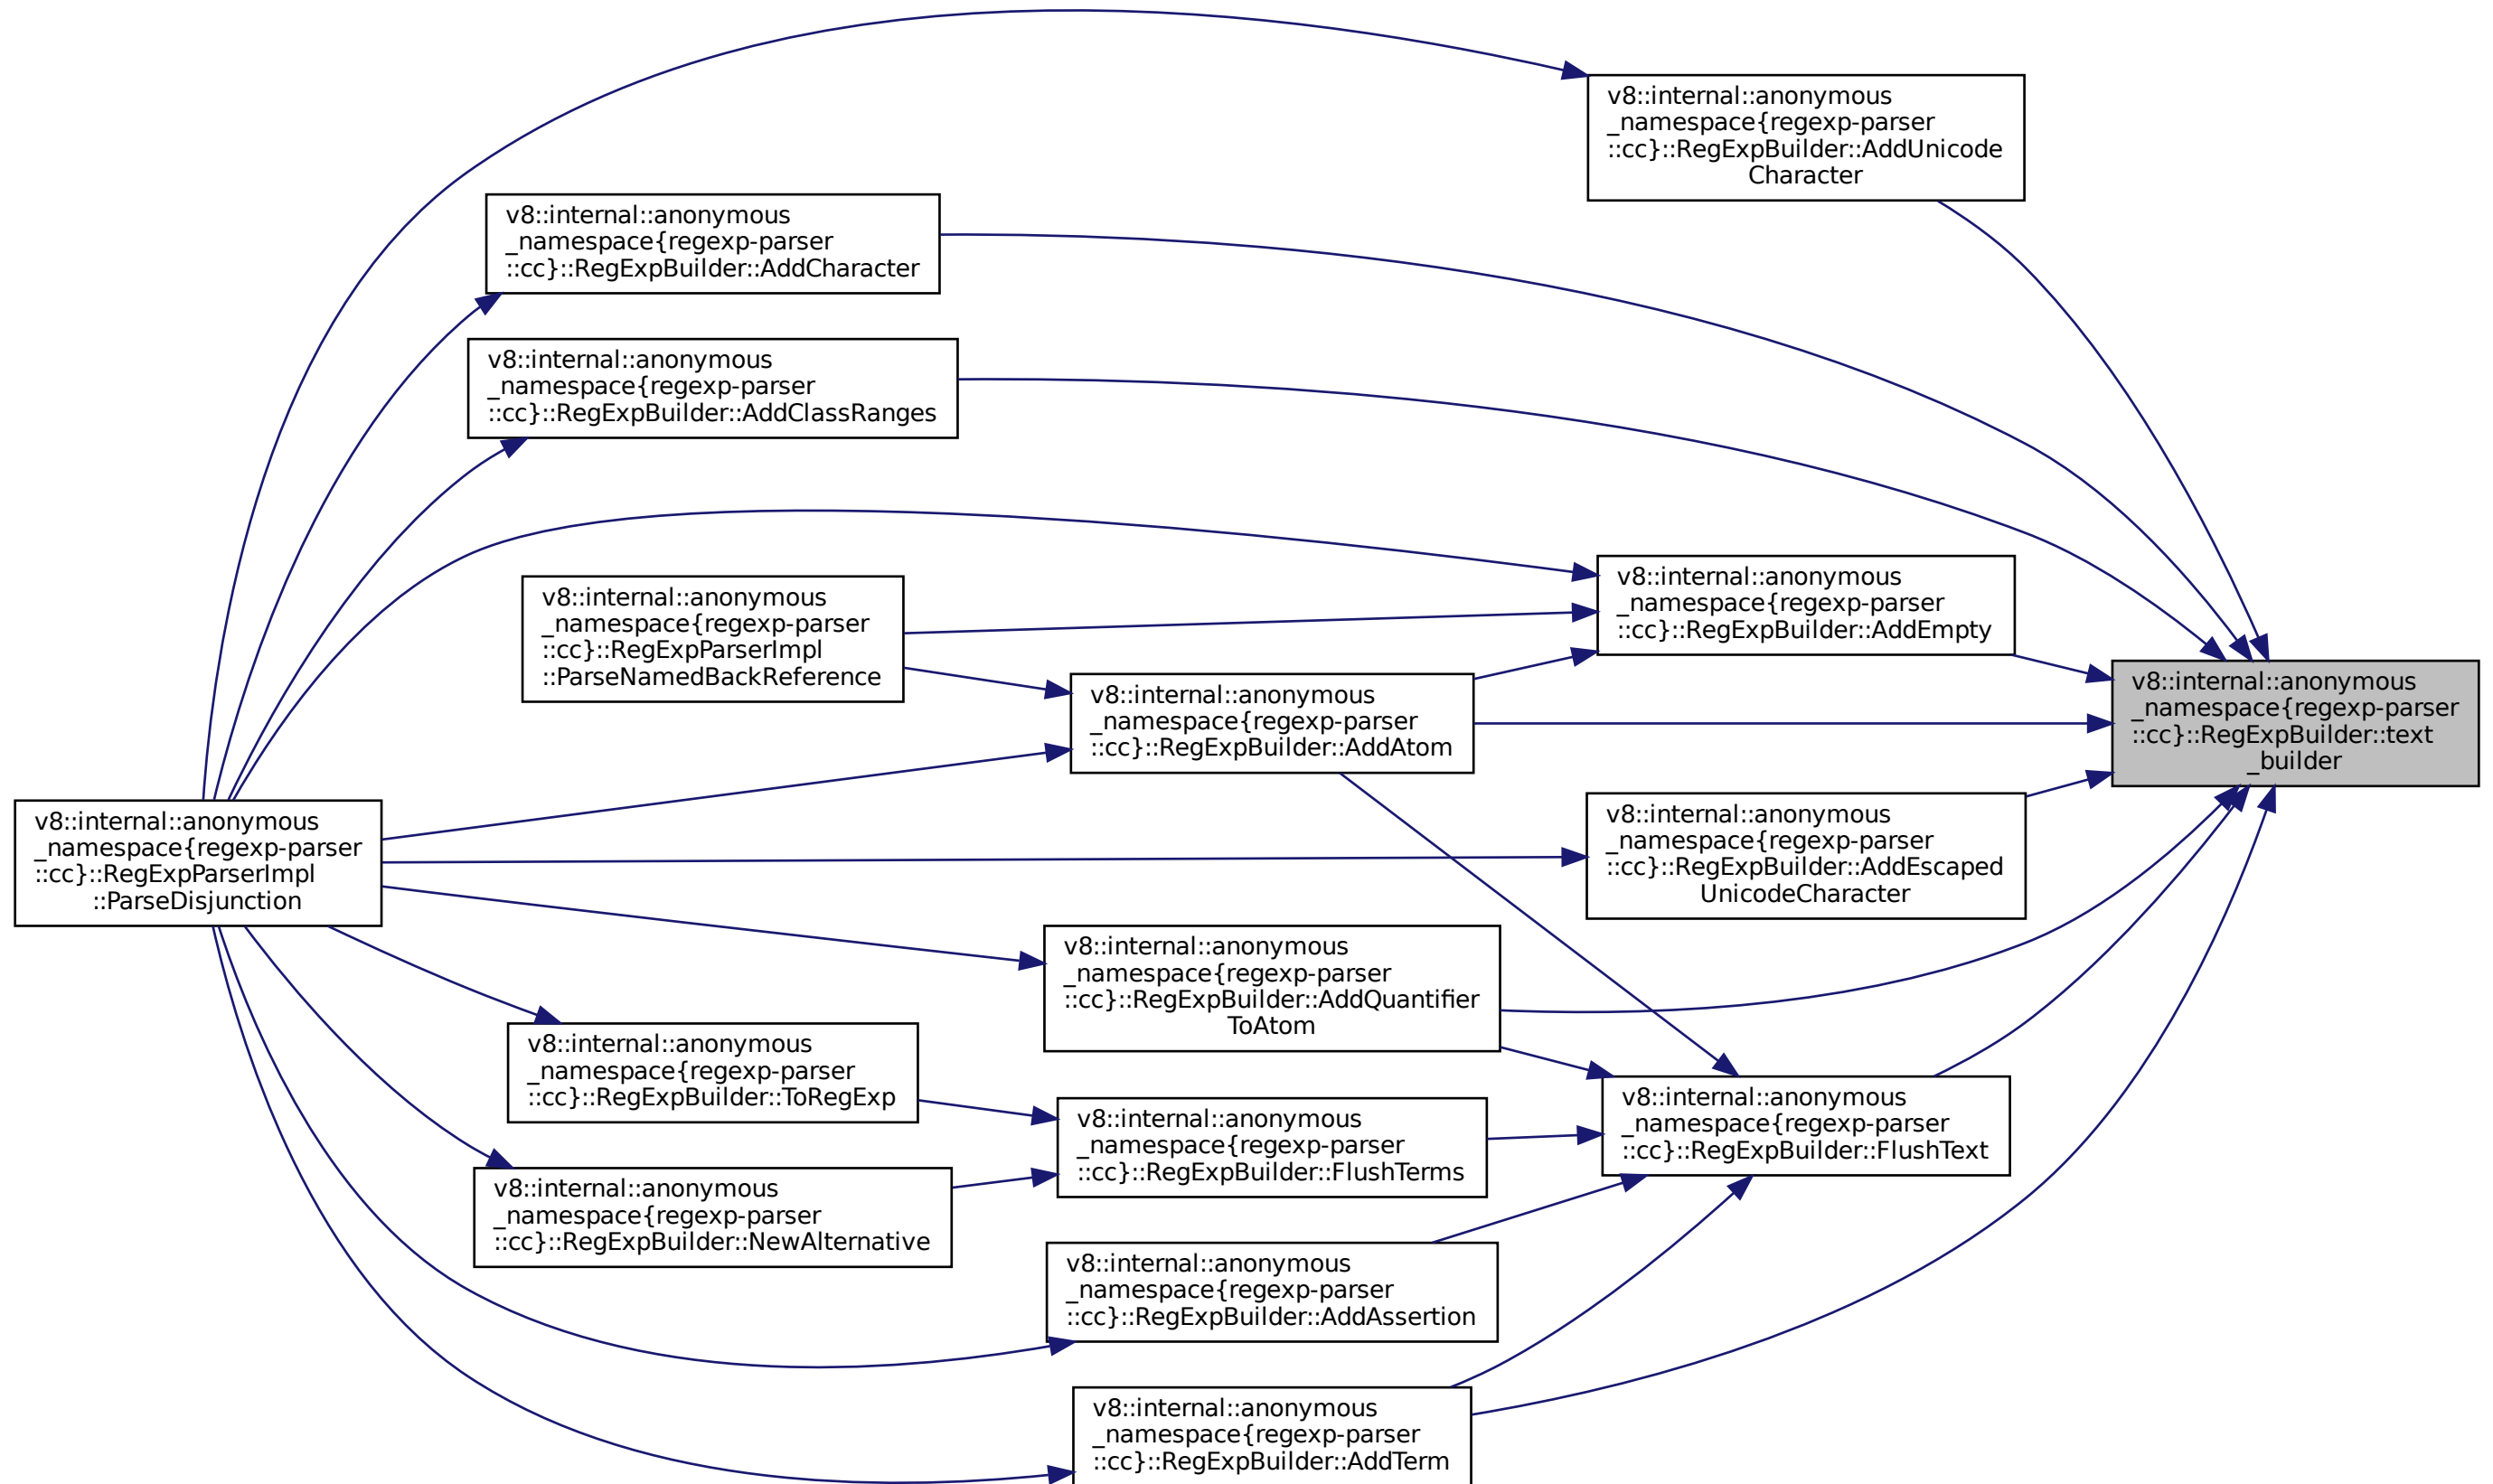 v8::internal::anonymous
_namespace{regexp-parser
::cc}::RegExpBuilder::AddUnicode
Character
v8::internal::anonymous
_namespace{regexp-parser
::cc}::RegExpBuilder::AddCharacter
v8::internal::anonymous
_namespace{regexp-parser
::cc}::RegExpBuilder::AddClassRanges
v8::internal::anonymous
_namespace{regexp-parser
::cc}::RegExpBuilder::AddEmpty
v8::internal::anonymous
_namespace{regexp-parser
::cc}::RegExpParserImpl
::ParseNamedBackReference
v8::internal::anonymous
_namespace{regexp-parser
::cc}::RegExpBuilder::AddAtom
v8::internal::anonymous
_namespace{regexp-parser
::cc}::RegExpBuilder::text
_builder
v8::internal::anonymous
_namespace{regexp-parser
::cc}::RegExpParserImpl
::ParseDisjunction
v8::internal::anonymous
_namespace{regexp-parser
::cc}::RegExpBuilder::AddEscaped
UnicodeCharacter
v8::internal::anonymous
_namespace{regexp-parser
::cc}::RegExpBuilder::AddQuantifier
ToAtom
v8::internal::anonymous
_namespace{regexp-parser
::cc}::RegExpBuilder::ToRegExp
v8::internal::anonymous
_namespace{regexp-parser
::cc}::RegExpBuilder::FlushTerms
v8::internal::anonymous
_namespace{regexp-parser
::cc}::RegExpBuilder::FlushText
v8::internal::anonymous
_namespace{regexp-parser
::cc}::RegExpBuilder::NewAlternative
v8::internal::anonymous
_namespace{regexp-parser
::cc}::RegExpBuilder::AddAssertion
v8::internal::anonymous
_namespace{regexp-parser
::cc}::RegExpBuilder::AddTerm